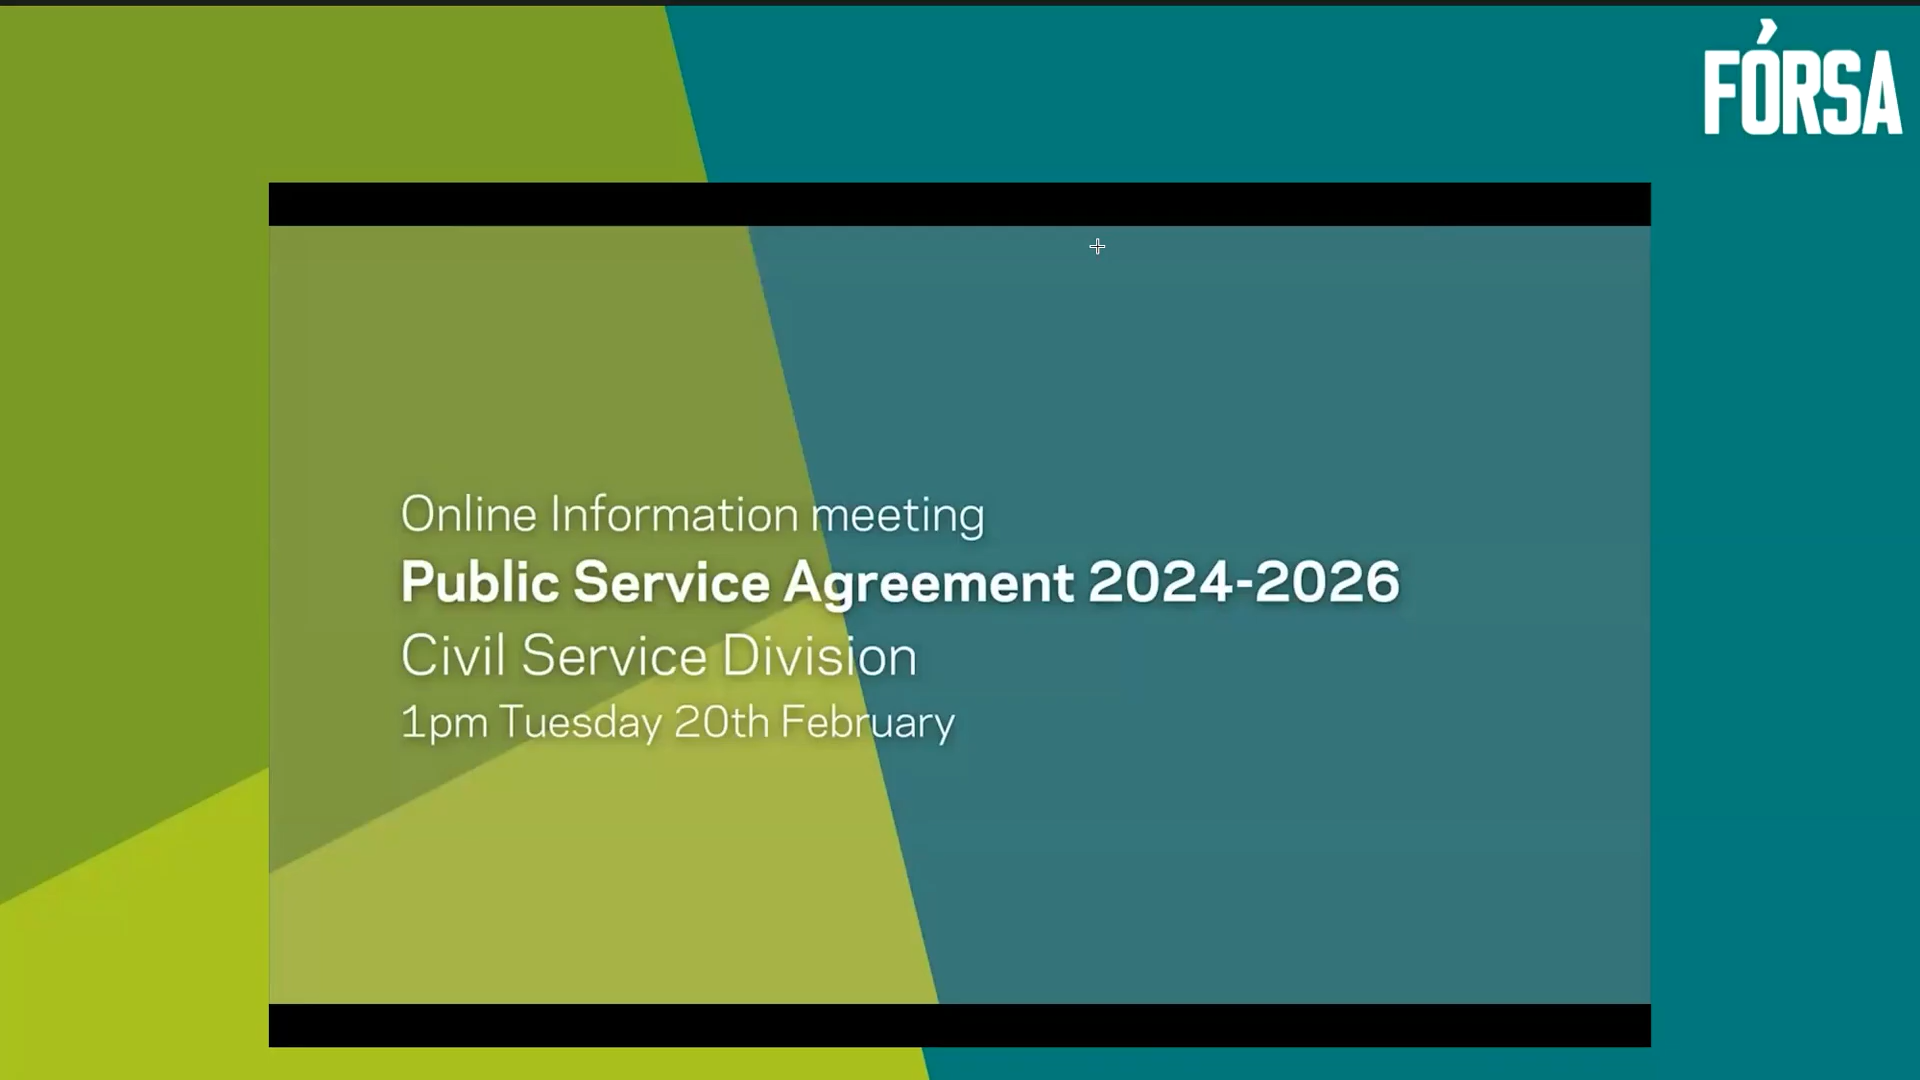 FÓRSA
Online Information meeting
Public Service Agreement 2024-2026
Civil Service Division
1pm Tuesday 20th February